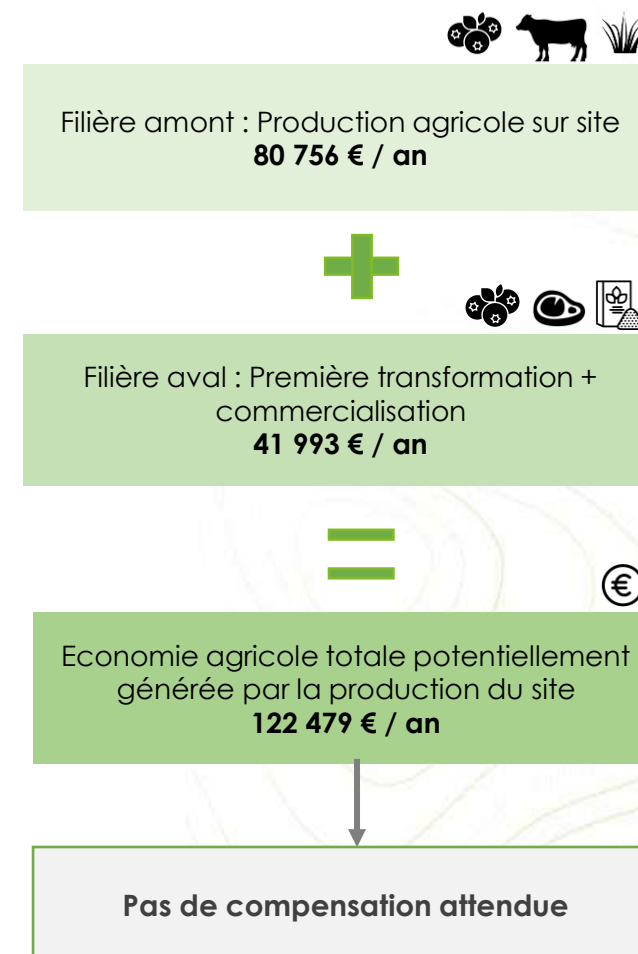 Filière amont : Production agricole sur site
80 756 € / an
Filière aval : Première transformation +
commercialisation
41 993 € / an
€
Economie agricole totale potentiellement
générée par la production du site
122 479 € / an
Pas de compensation attendue